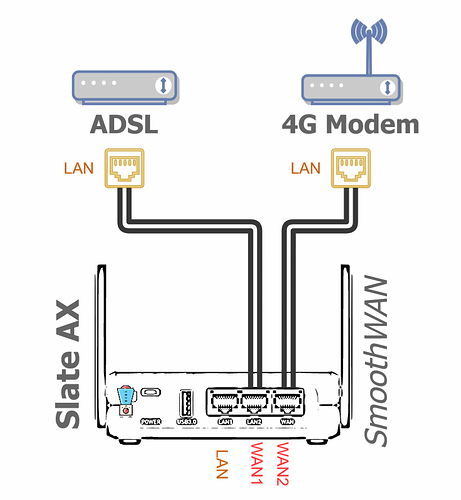 ADSL
4G Modem
LAN
LAN
Slate AX
SmoothWAN
POWER
USB3.0
LAN1
LAN2
WAN
LAN
WAN1
WAN2